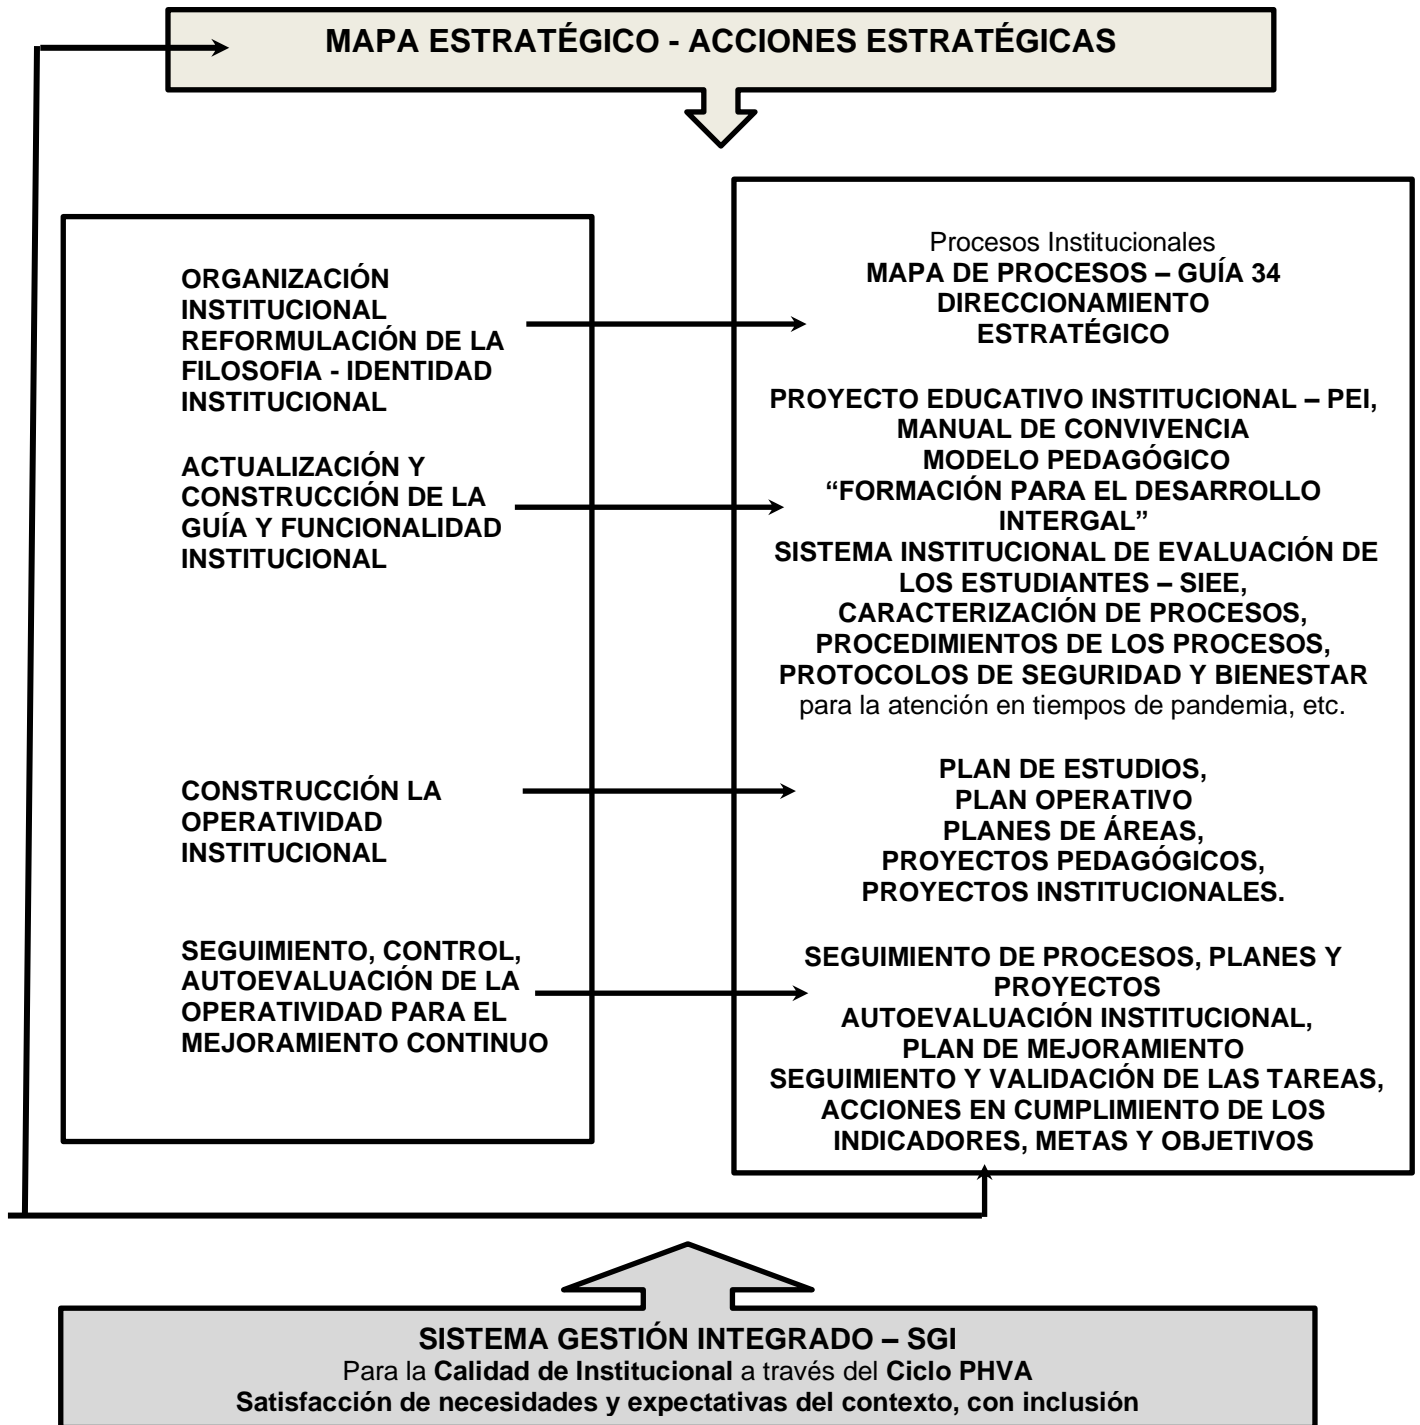 MAPA ESTRATÉGICO - ACCIONES ESTRATÉGICAS
ORGANIZACIÓN
INSTITUCIONAL
REFORMULACIÓN DE LA
FILOSOFIA - IDENTIDAD
INSTITUCIONAL
ACTUALIZACIÓN Y
CONSTRUCCIÓN DE LA
GUÍA Y FUNCIONALIDAD
INSTITUCIONAL
CONSTRUCCIÓN LA
OPERATIVIDAD
INSTITUCIONAL
SEGUIMIENTO, CONTROL,
AUTOEVALUACIÓN DE LA
OPERATIVIDAD PARA EL
MEJORAMIENTO CONTINUO
Procesos Institucionales
MAPA DE PROCESOS – GUÍA 34
DIRECCIONAMIENTO
ESTRATÉGICO
PROYECTO EDUCATIVO INSTITUCIONAL – PEI,
MANUAL DE CONVIVENCIA
MODELO PEDAGÓGICO
“FORMACIÓN PARA EL DESARROLLO
INTERGAL”
SISTEMA INSTITUCIONAL DE EVALUACIÓN DE
LOS ESTUDIANTES – SIEE,
CARACTERIZACIÓN DE PROCESOS,
PROCEDIMIENTOS DE LOS PROCESOS,
PROTOCOLOS DE SEGURIDAD Y BIENESTAR
para la atención en tiempos de pandemia, etc.
PLAN DE ESTUDIOS,
PLAN OPERATIVO
PLANES DE ÁREAS,
PROYECTOS PEDAGÓGICOS,
PROYECTOS INSTITUCIONALES.
SEGUIMIENTO DE PROCESOS, PLANES Y
PROYECTOS
AUTOEVALUACIÓN INSTITUCIONAL,
PLAN DE MEJORAMIENTO
SEGUIMIENTO Y VALIDACIÓN DE LAS TAREAS,
ACCIONES EN CUMPLIMIENTO DE LOS
INDICADORES, METAS Y OBJETIVOS
SISTEMA GESTIÓN INTEGRADO – SGI
Para la Calidad de Institucional a través del Ciclo PHVA
Satisfacción de necesidades y expectativas del contexto, con inclusión